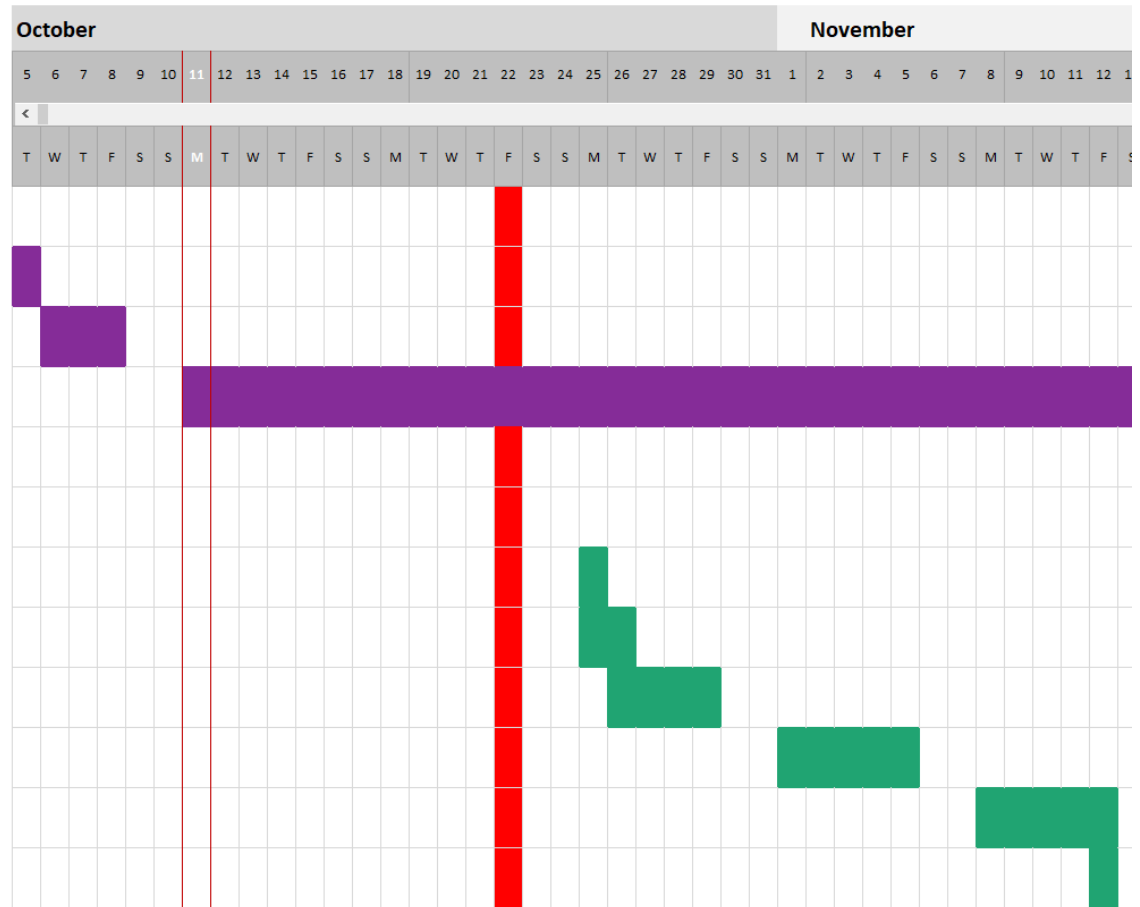 October November
5 6 7 8 9 10 11 12 13 14 15 16 17 18 19 20 21 22 23 24 25 26 27 28 29 30 31 1 2 3 4 5 6 7 8 9 10 11 12
<
T W T F S S M T W T F S S M T W T F S S M T W T F S S M T W T F S S M T W T F